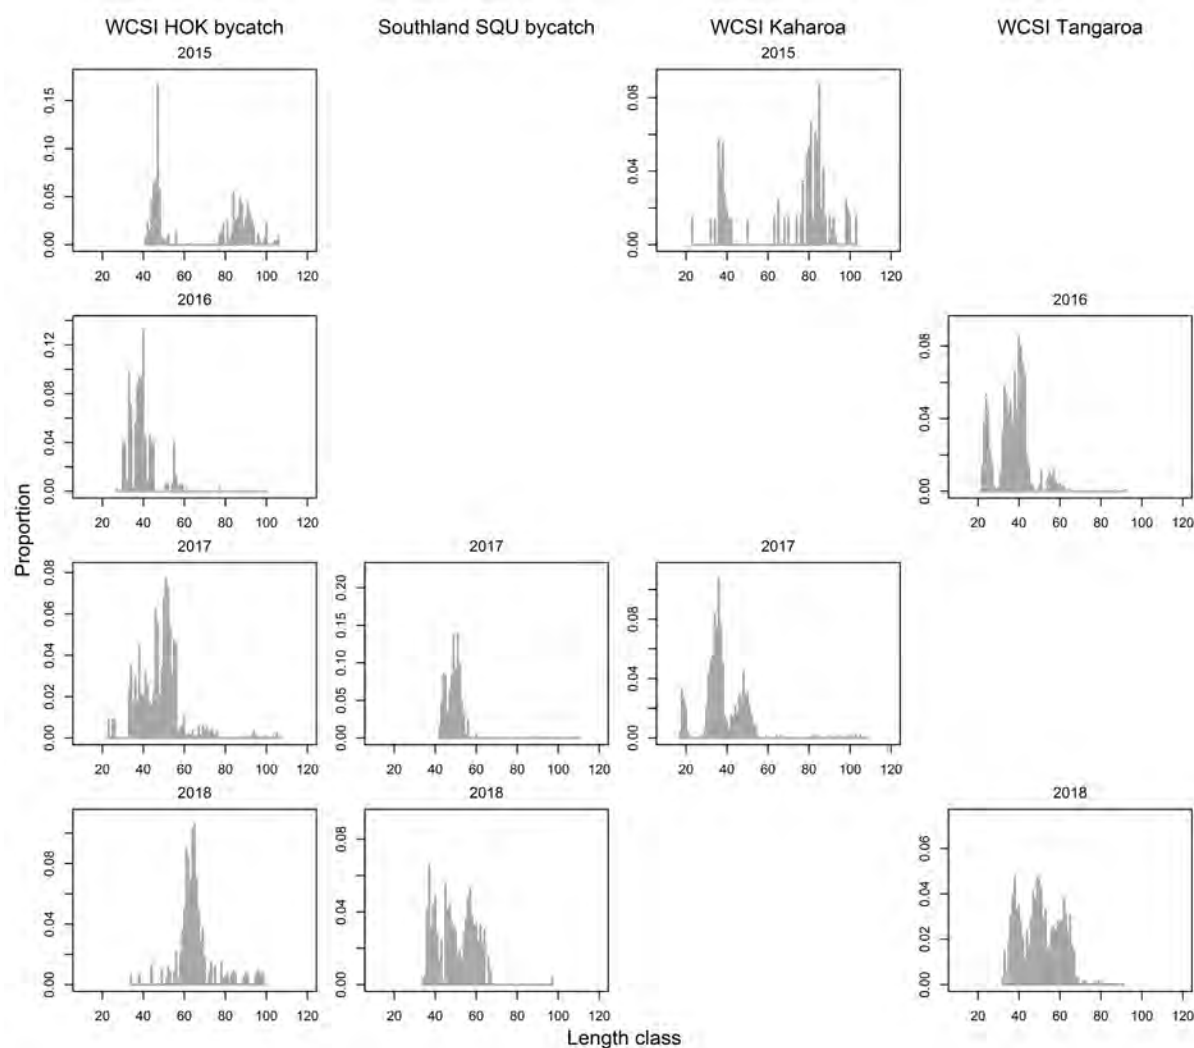 WCSI HOK bycatch Southland SQU bycatch WCSI Kaharoa WCSI Tangaroa
2015 2015
0.00 0.05 0.10 0.15
20 40 60 80 100 120
0.00 0.04 0.08
20 40 60 80 100 120
2016 2016
0.00 0.04 0.08 0.12
20 40 60 80 100 120
0.00 0.04 0.08
20 40 60 80 100 120
Proportion
2017 2017 2017
0.00 0.02 0.04 0.06 0.08
20 40 60 80 100 120
0.00 0.05 0.10 0.15 0.20
20 40 60 80 100 120
0.00 0.04 0.08
20 40 60 80 100 120
2018 2018 2018
0.00 0.04 0.08
20 40 60 80 100 120
0.00 0.04 0.08
20 40 60 80 100 120
0.00 0.02 0.04 0.06
20 40 60 80 100 120
Length class